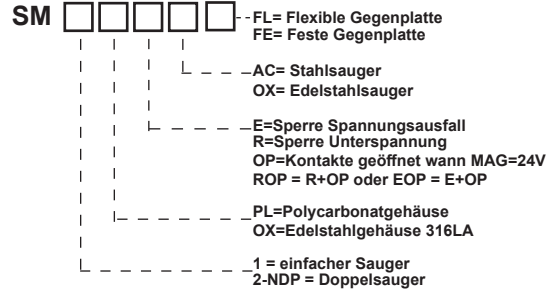 SM
FL= Flexible Gegenplatte
FE= Feste Gegenplatte
AC= Stahlsauger
OX= Edelstahlsauger
E=Sperre Spannungsausfall
R=Sperre Unterspannung
OP=Kontakte geöffnet wann MAG=24V
ROP = R+OP oder EOP = E+OP
PL=Polycarbonatgehäuse
OX=Edelstahlgehäuse 316LA
1 = einfacher Sauger
2-NDP = Doppelsauger